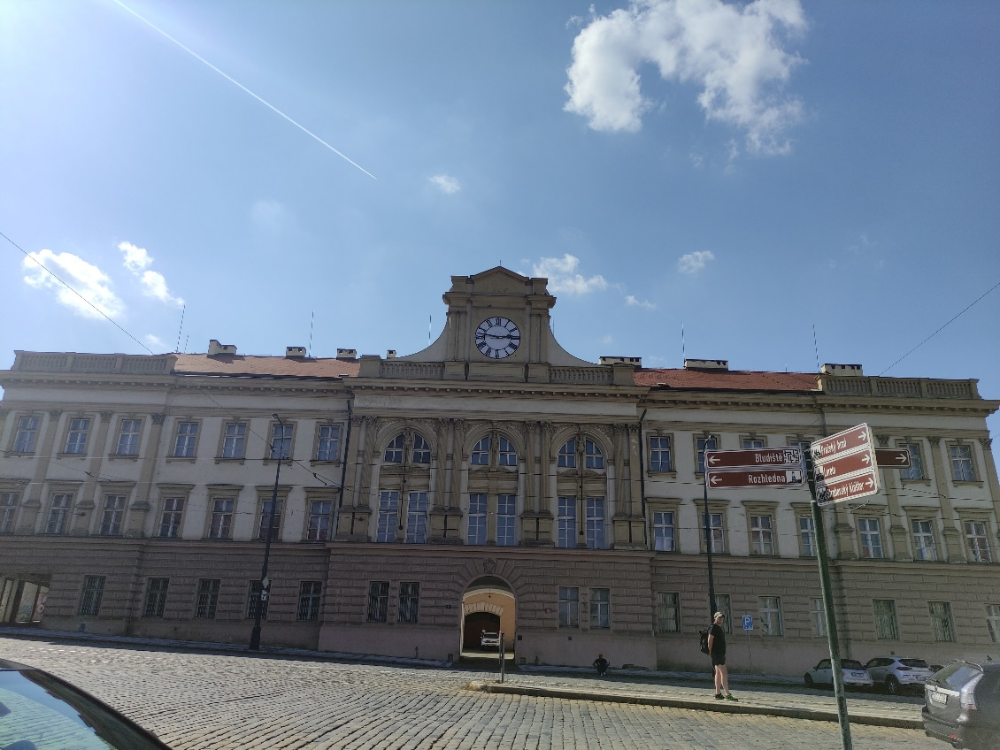 Bludiště
Rozhledna
Pražský hrad
Loreta
Strahovský klášter
P